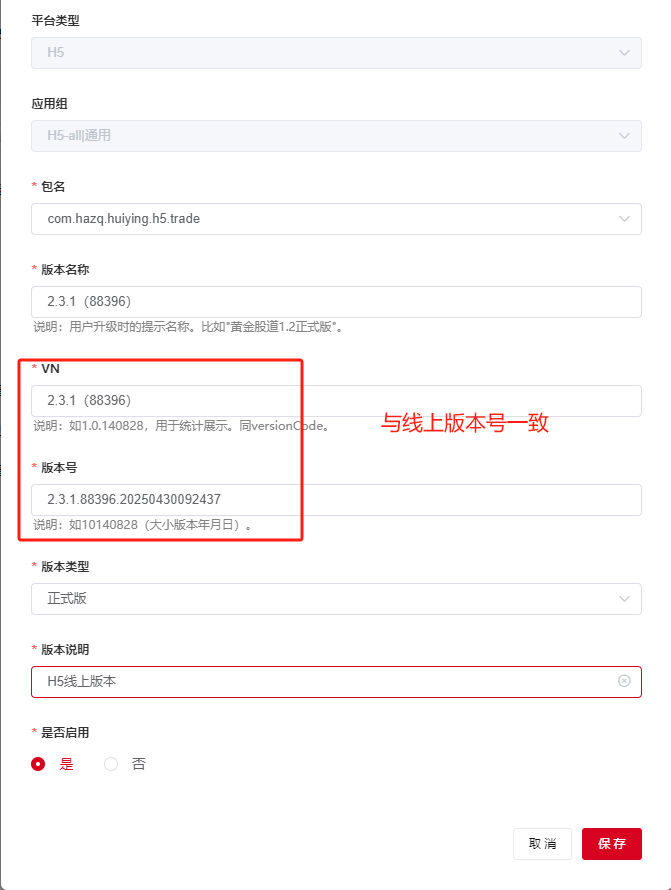 平台类型
H5
应用组
H5-all|通用
* 包名
com.hazq.huiying.h5.trade
* 版本名称
2.3.1（88396）
说明：用户升级时的提示名称。比如"黄金股道1.2正式版"。
* VN
2.3.1（88396）
说明：如1.0.140828，用于统计展示。同versionCode。
与线上版本号一致
* 版本号
2.3.1.88396.20250430092437
说明：如10140828（大小版本年月日）。
* 版本类型
正式版
* 版本说明
H5线上版本
* 是否启用
是 否
取消 保存